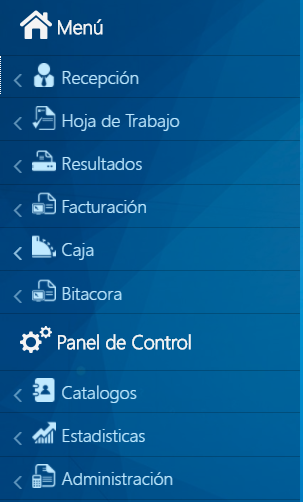 Menú
Recepción
Hoja de Trabajo
Resultados
Facturación
Caja
Bitacora
Panel de Control
Catalogos
Estadisticas
Administración